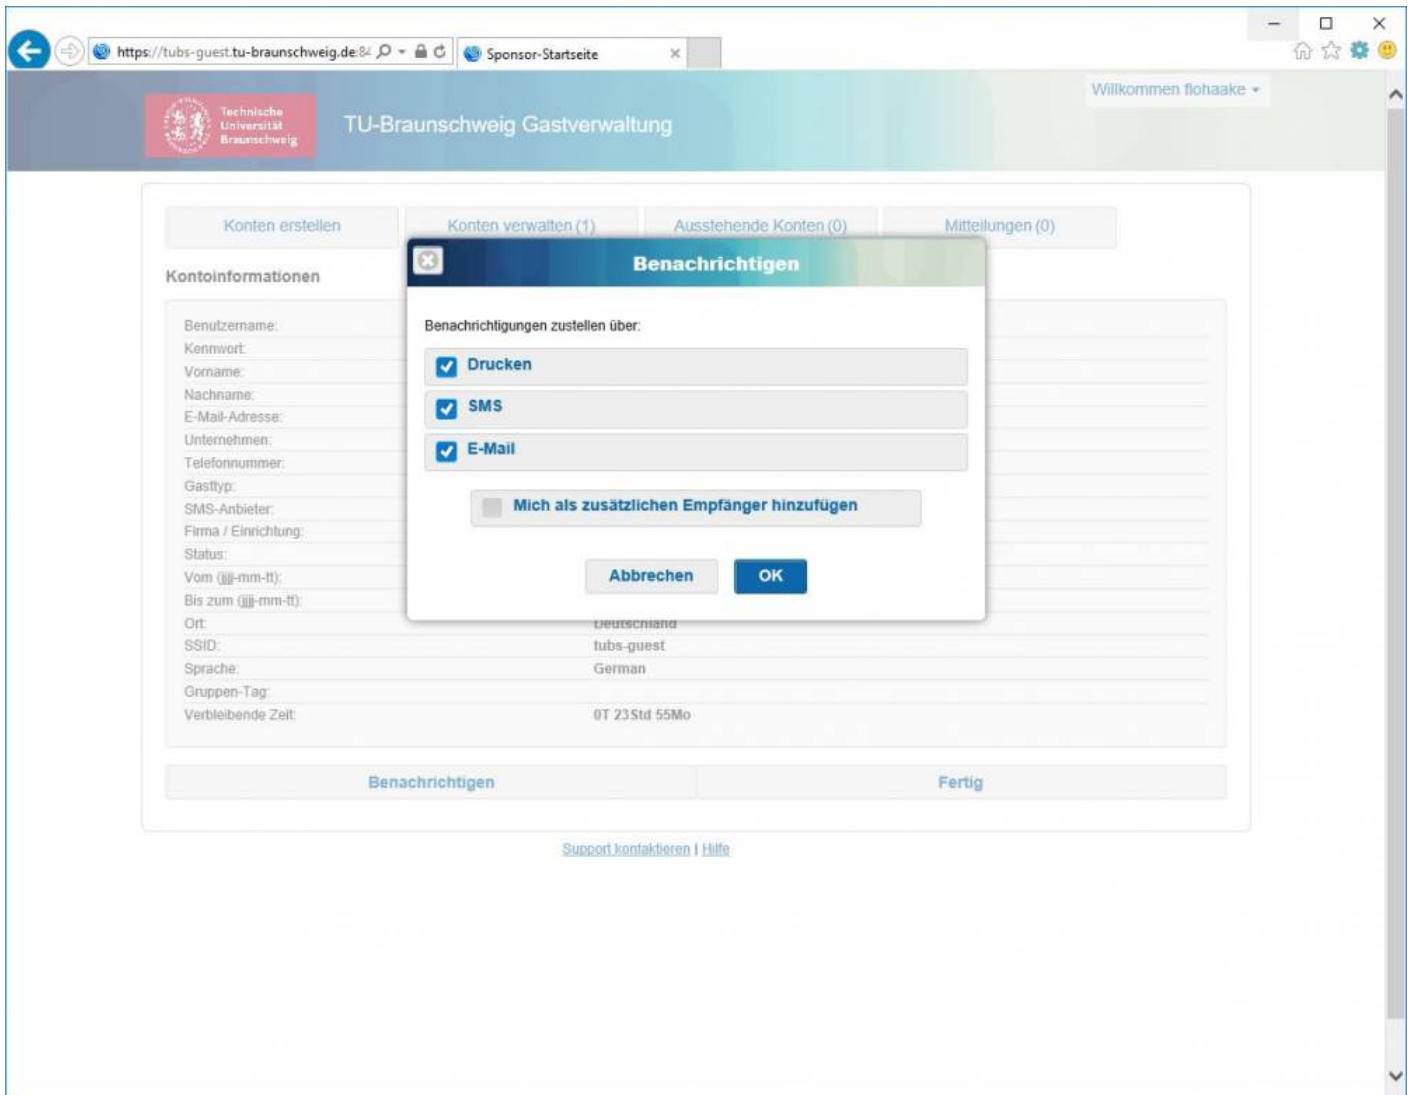 https://tubs-guest.tu-braunschweig.de:84
Sponsor-Startseite
Willkommen flohaake
Technische
Universität
Braunschweig
TU-Braunschweig Gastverwaltung
Konten erstellen
Konten verwalten (1)
Ausstehende Konten (0)
Mitteilungen (0)
Kontoinformationen
Benachrichtigen
Benachrichtigungen zustellen über:
Drucken
SMS
E-Mail
Mich als zusätzlichen Empfänger hinzufügen
Abbrechen
OK
Benutzername:
Kennwort:
Vorname:
Nachname:
E-Mail-Adresse:
Unternehmen:
Telefonnummer:
Gasttyp:
SMS-Anbieter:
Firma / Einrichtung:
Status:
Vom (jjjj-mm-tt):
Bis zum (jjjj-mm-tt):
Ort: Deutschland
SSID: tubs-guest
Sprache: German
Gruppen-Tag:
Verbleibende Zeit: 0T 23Std 55Mo
Benachrichtigen
Fertig
Support kontaktieren | Hilfe